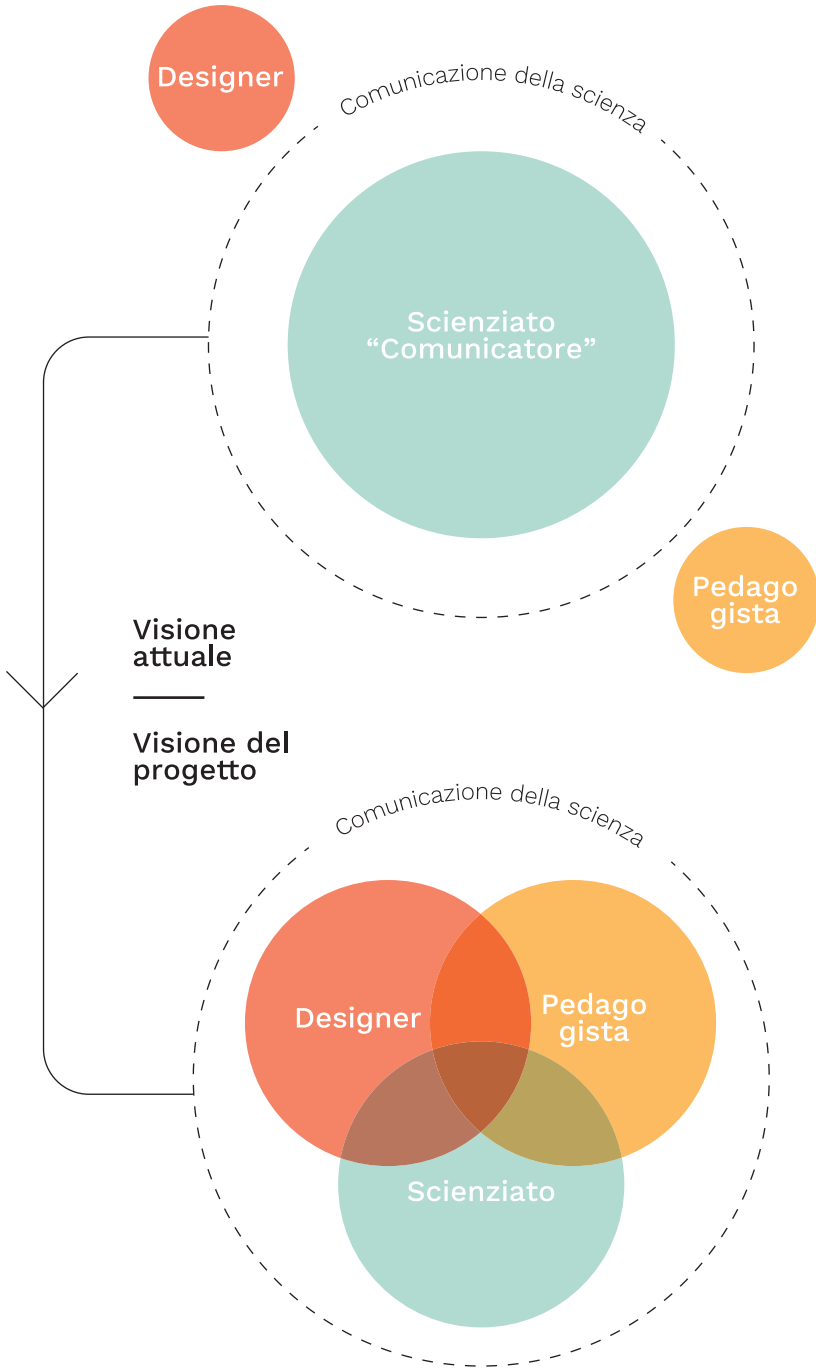 Designer
Comunicazione della scienza
Scienziato
“Comunicatore”
Pedago
gista
Visione
attuale
Visione del
progetto
Comunicazione della scienza
Designer
Pedago
gista
Scienziato